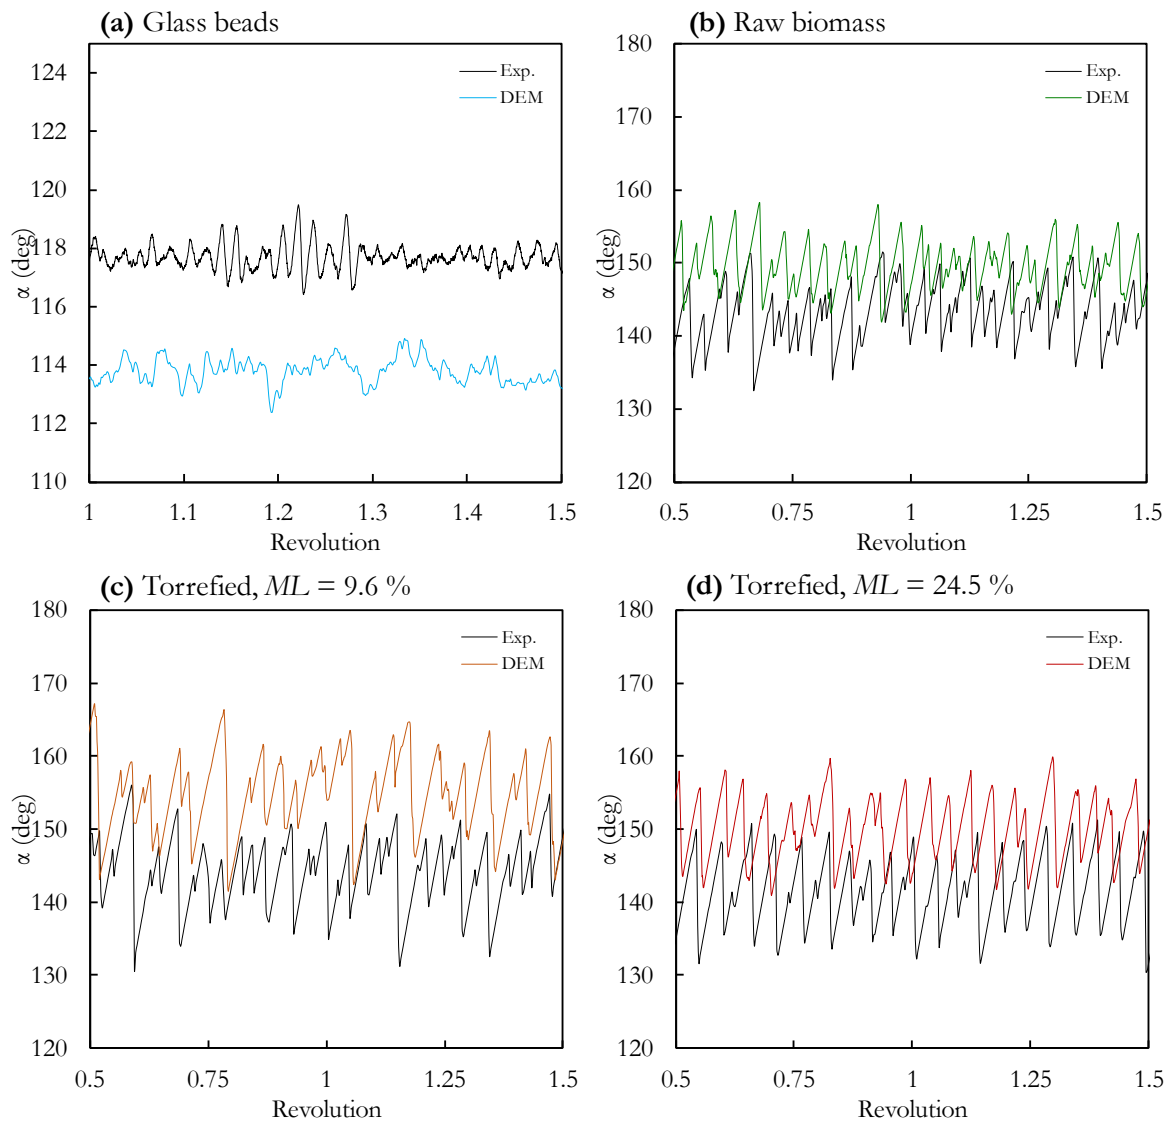 (a) Glass beads
124
122
120
118
116
114
112
110
α (deg)
Exp.
DEM
1
1.1
1.2
1.3
1.4
1.5
Revolution
(b) Raw biomass
180
170
160
150
140
130
120
α (deg)
Exp.
DEM
0.5
0.75
1
1.25
1.5
Revolution
(c) Torrefied, ML = 9.6 %
180
170
160
150
140
130
120
α (deg)
Exp.
DEM
0.5
0.75
1
1.25
1.5
Revolution
(d) Torrefied, ML = 24.5 %
180
170
160
150
140
130
120
α (deg)
Exp.
DEM
0.5
0.75
1
1.25
1.5
Revolution